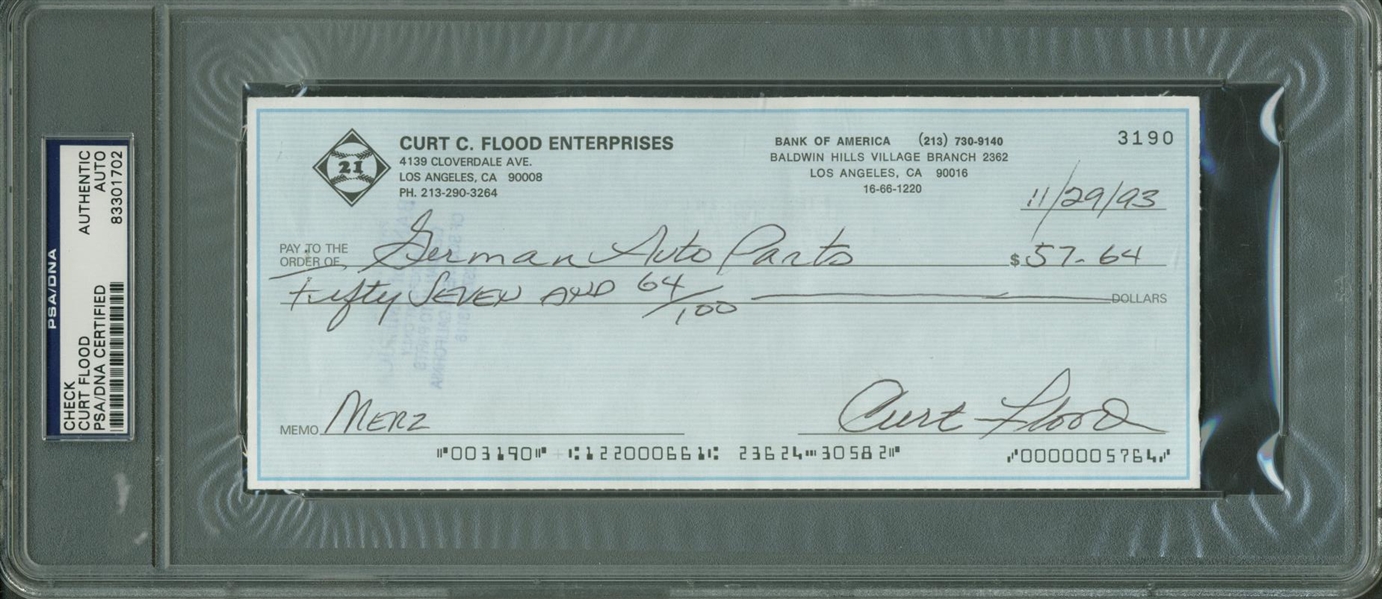 PSA/DNA
CHECK
CURT FLOOD
PSA/DNA CERTIFIED
AUTHENTIC
AUTO
83301702
21
CURT C. FLOOD ENTERPRISES
4139 CLOVERDALE AVE.
LOS ANGELES, CA 90008
PH. 213-290-3264
BANK OF AMERICA (213) 730-9140
BALDWIN HILLS VILLAGE BRANCH 2362
LOS ANGELES, CA 90016
16-66-1220
3190
11/29/93
PAY TO THE
ORDER OF German Auto Parts $57.64
Fifty SEVEN AND 64/100 DOLLARS
MEMO MERZ
Curt Flood
⑈003190⑈ ⑆122000661⑆ 23624⑉30582⑈ ⑇0000005764⑇